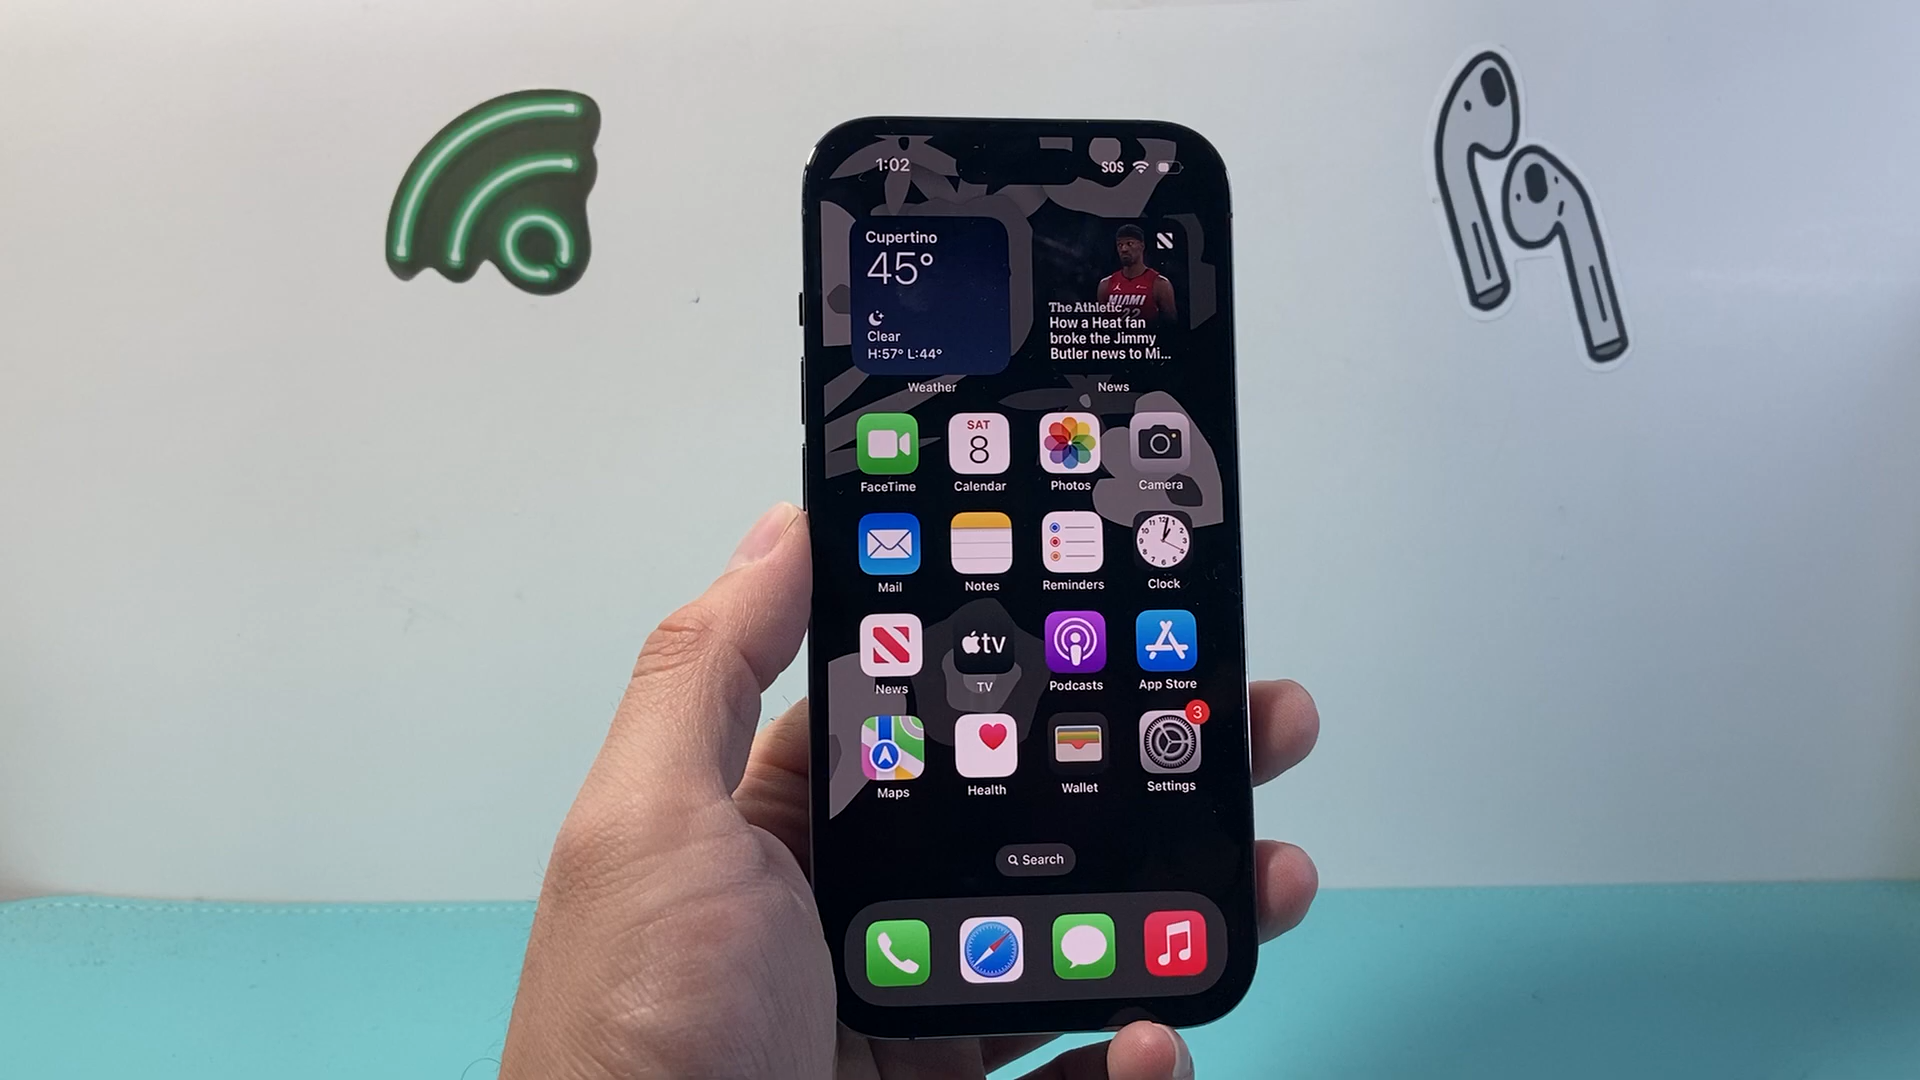 1:02
SOS
Cupertino
45°
Clear
H:57° L:44°
Weather
MIAMI
22
The Athletic
How a Heat fan
broke the Jimmy
Butler news to Mi...
News
SAT
8
FaceTime
Calendar
Photos
Camera
Mail
Notes
Reminders
Clock
tv
News
TV
Podcasts
App Store
3
Maps
Health
Wallet
Settings
Search